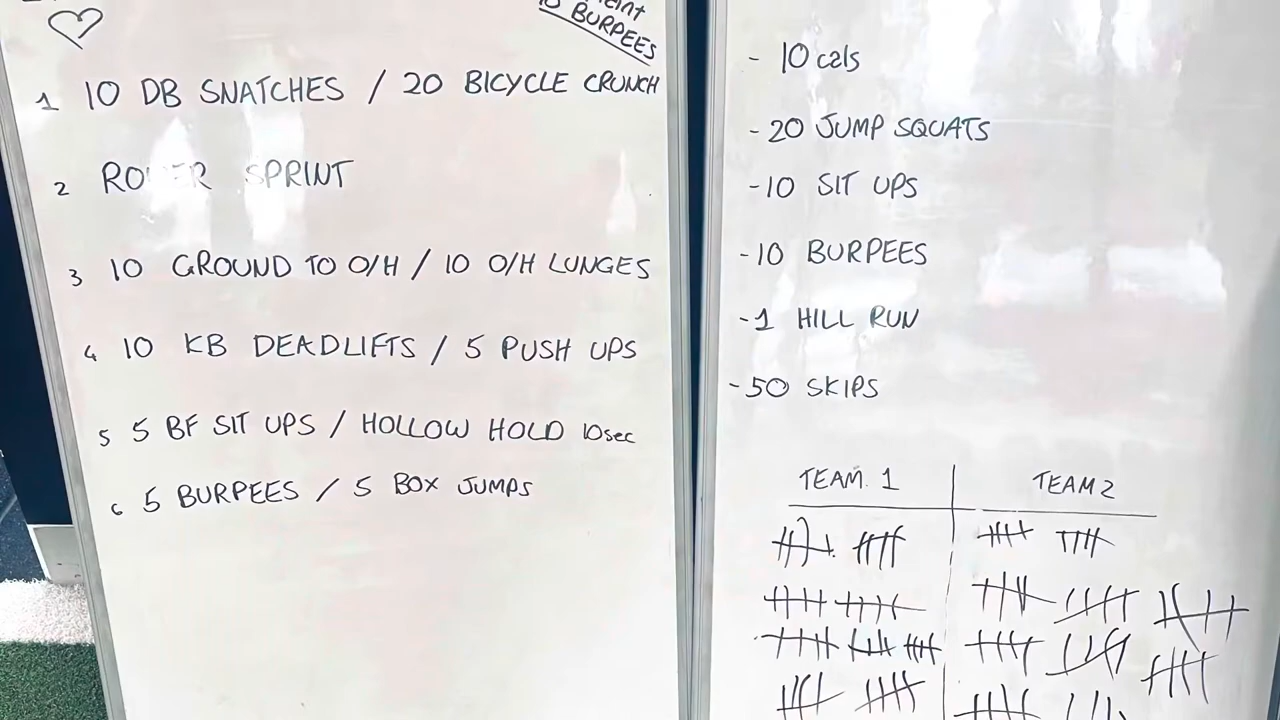 BURPEES
1 10 DB SNATCHES / 20 BICYCLE CRUNCH
2 ROWER SPRINT
3 10 GROUND TO O/H / 10 O/H LUNGES
4 10 KB DEADLIFTS / 5 PUSH UPS
5 5 BF SIT UPS / HOLLOW HOLD 10sec
6 5 BURPEES / 5 BOX JUMPS
- 10 cals
- 20 JUMP SQUATS
- 10 SIT UPS
- 10 BURPEES
- 1 HILL RUN
- 50 SKIPS
TEAM 1 TEAM 2